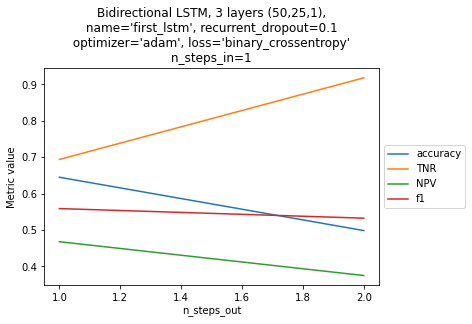 Bidirectional LSTM, 3 layers (50,25,1),
name='first_lstm', recurrent_dropout=0.1
optimizer='adam', loss='binary_crossentropy'
n_steps_in=1
0.9
0.8
0.7
0.6
0.5
0.4
Metric value
1.0 1.2 1.4 1.6 1.8 2.0
n_steps_out
accuracy
TNR
NPV
f1